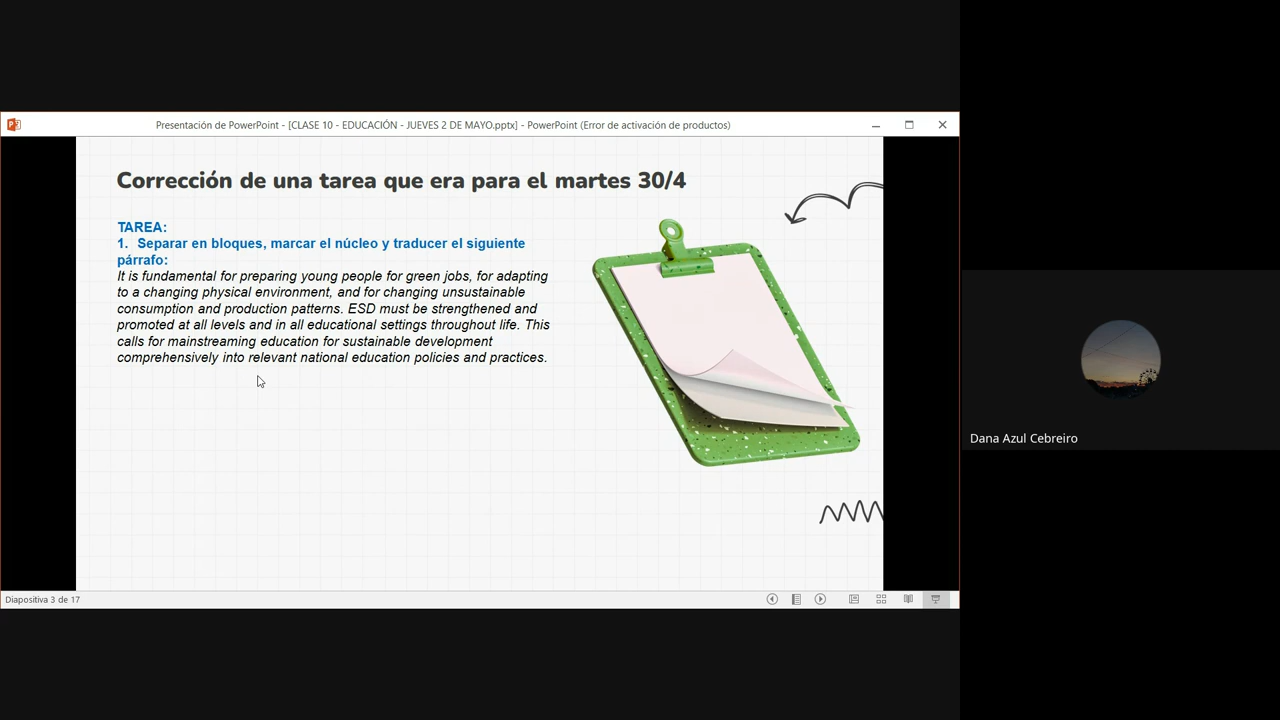 Presentación de PowerPoint - [CLASE 10 - EDUCACIÓN - JUEVES 2 DE MAYO.pptx] - PowerPoint (Error de activación de productos)
Corrección de una tarea que era para el martes 30/4
TAREA:
1. Separar en bloques, marcar el núcleo y traducer el siguiente
párrafo:
It is fundamental for preparing young people for green jobs, for adapting
to a changing physical environment, and for changing unsustainable
consumption and production patterns. ESD must be strengthened and
promoted at all levels and in all educational settings throughout life. This
calls for mainstreaming education for sustainable development
comprehensively into relevant national education policies and practices.
Dana Azul Cebreiro
Diapositiva 3 de 17